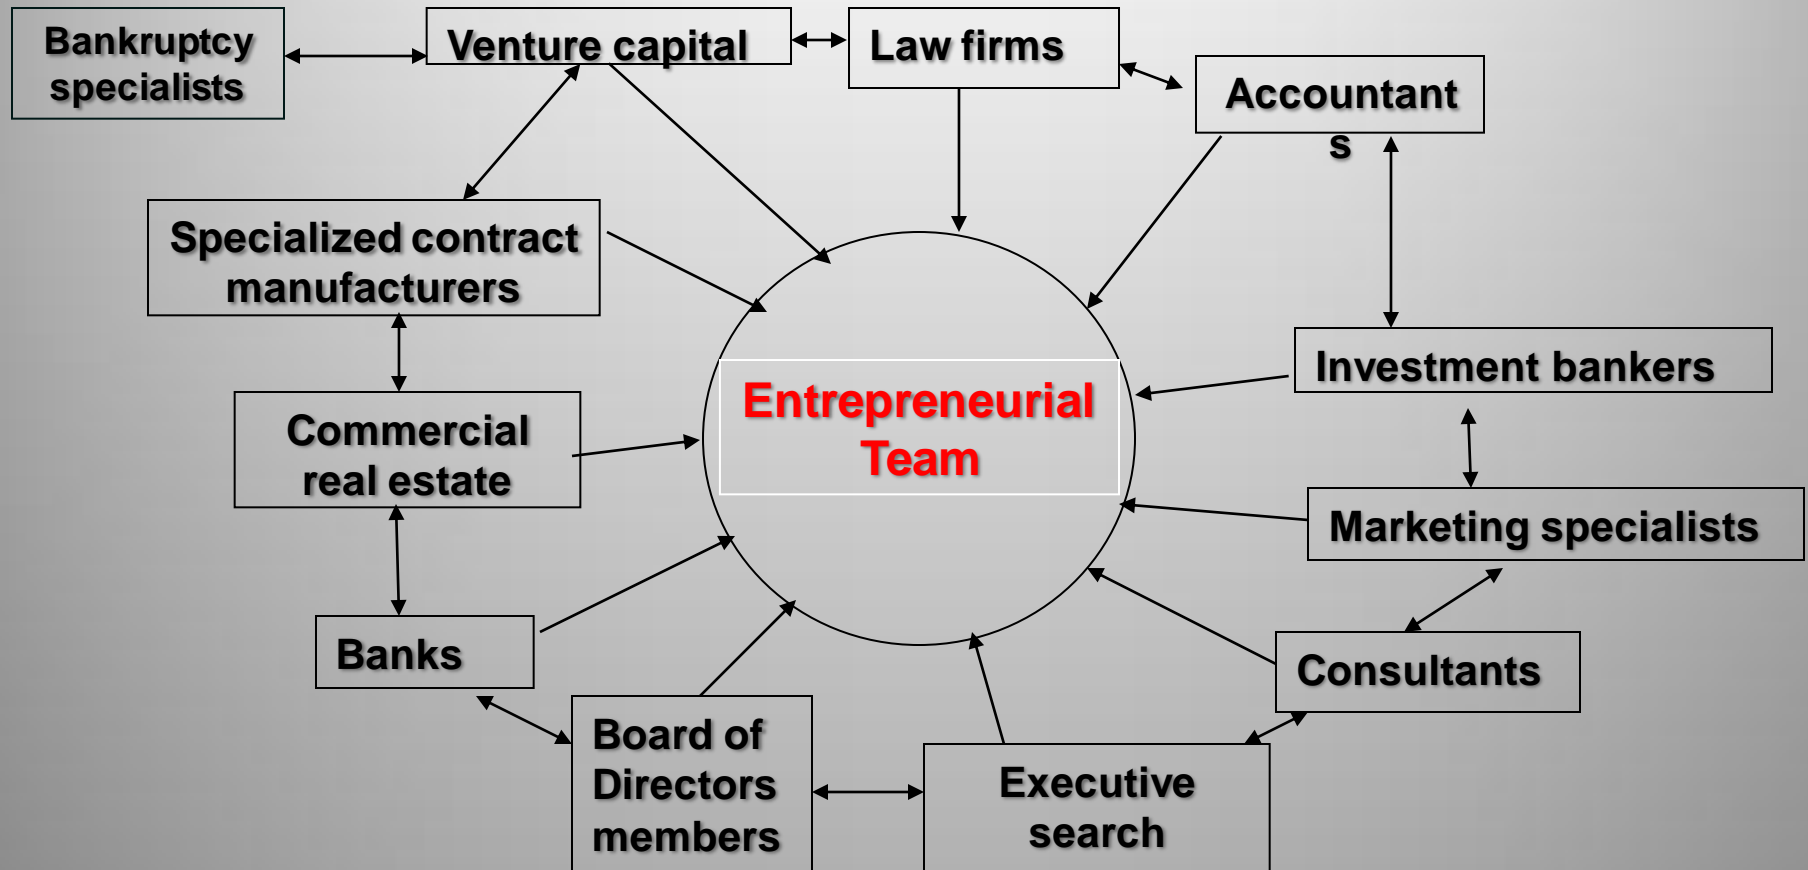 Bankruptcy
specialists
Venture capital
Law firms
Accountant
s
Specialized contract
manufacturers
Investment bankers
Entrepreneurial
Team
Commercial
real estate
Marketing specialists
Banks
Consultants
Board of
Directors
members
Executive
search